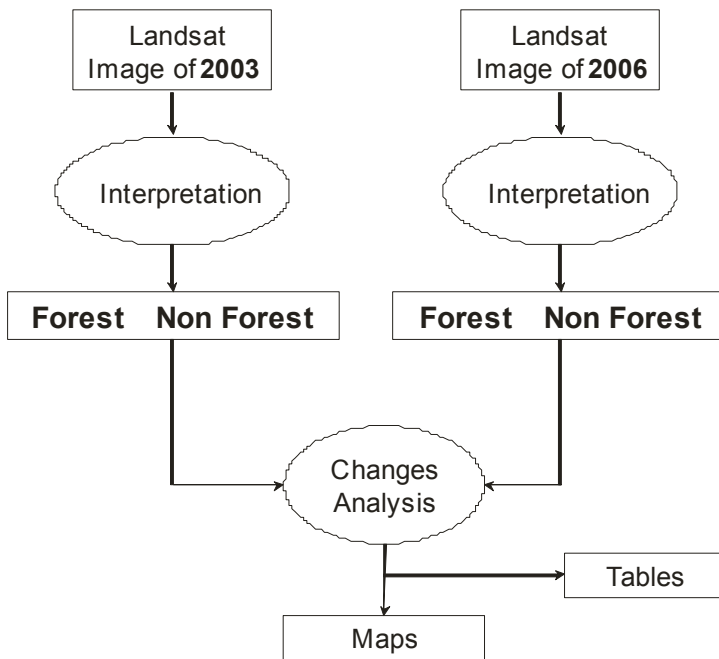 Landsat
Image of 2003
Landsat
Image of 2006
Interpretation
Interpretation
Forest Non Forest
Forest Non Forest
Changes
Analysis
Tables
Maps